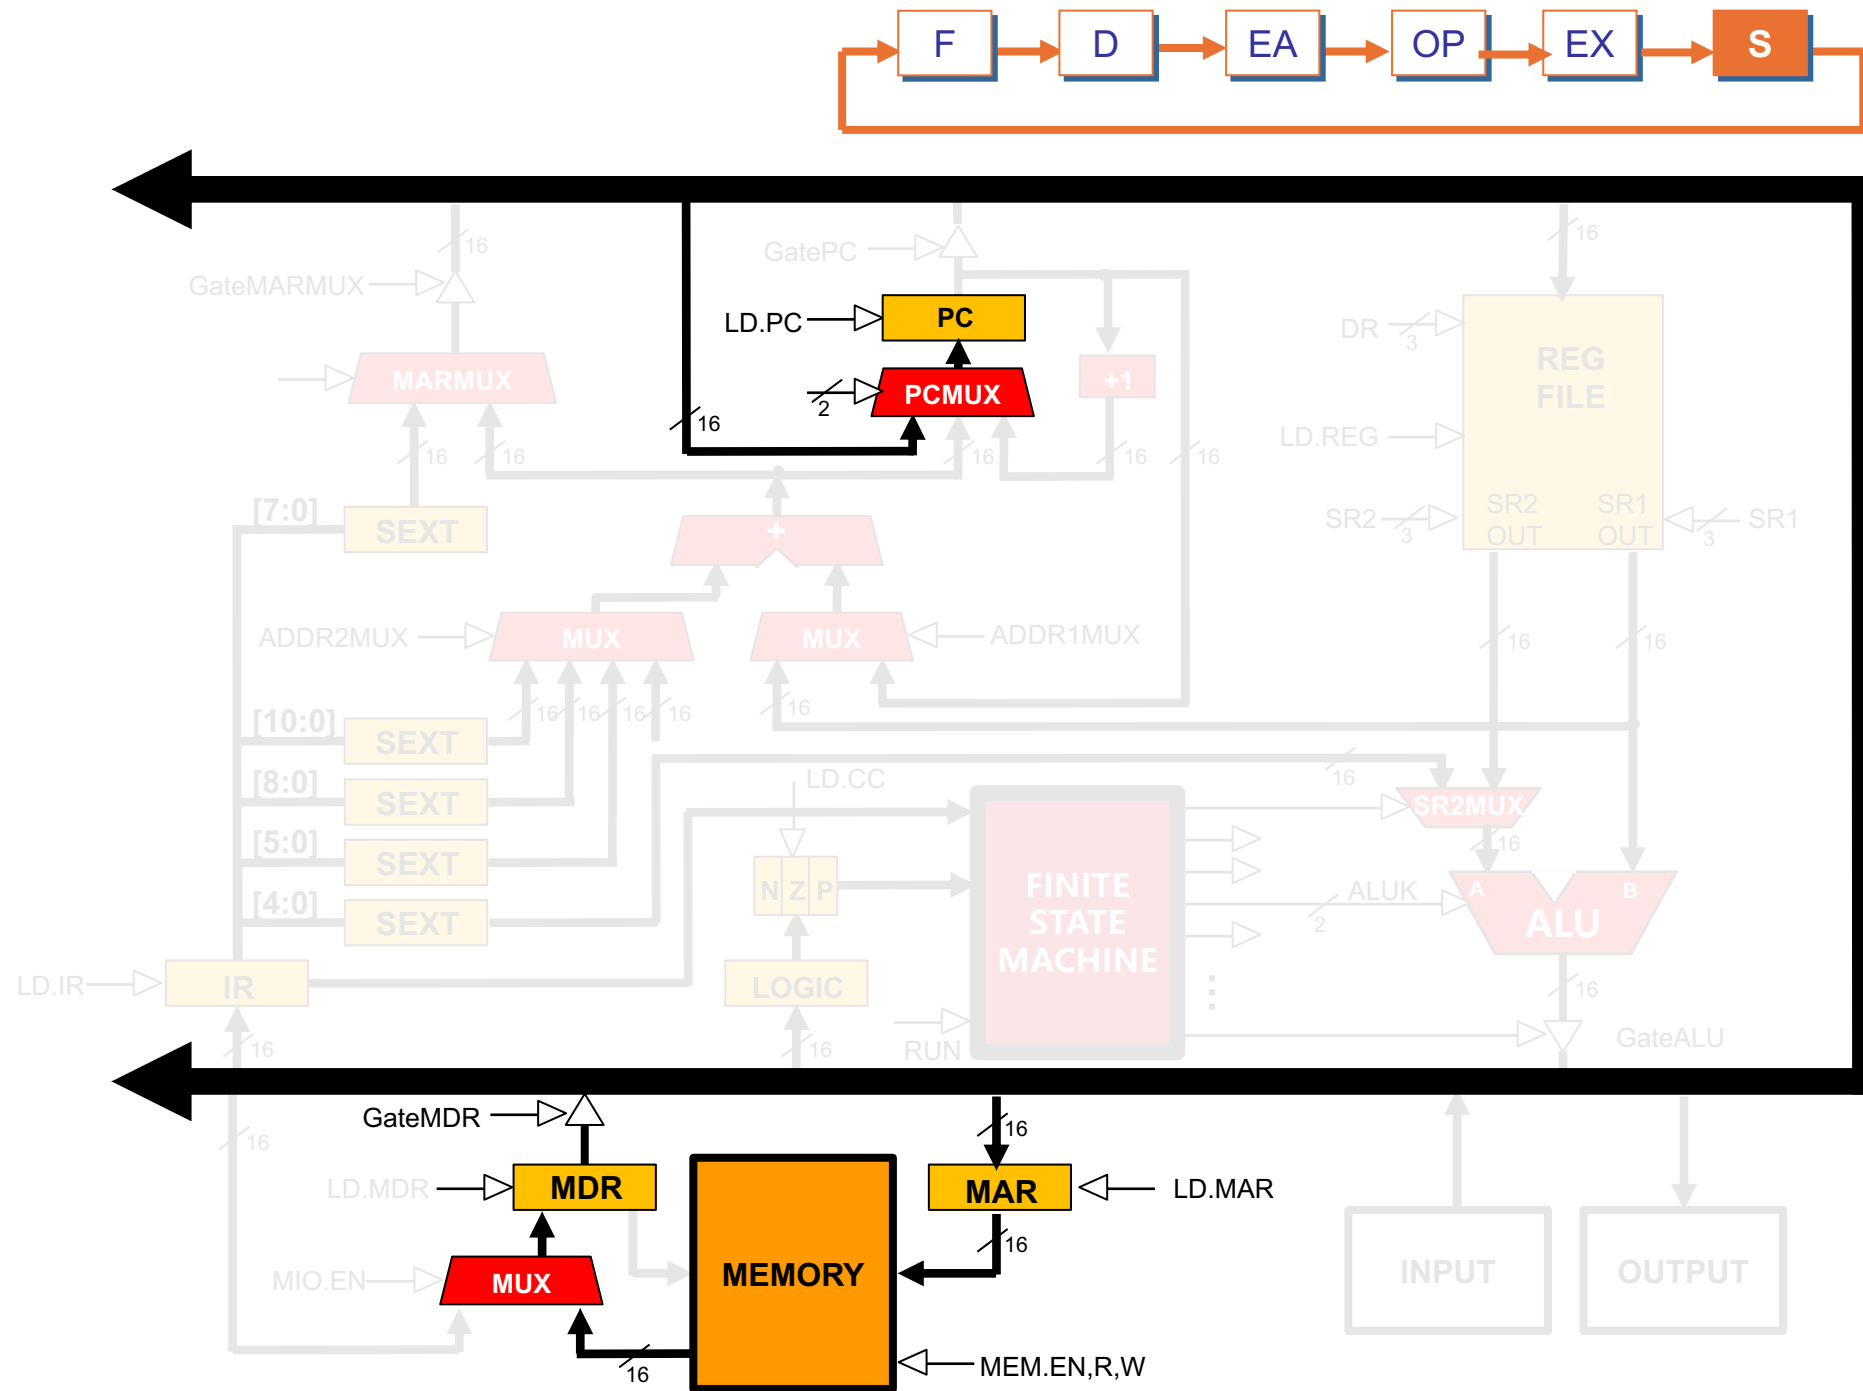 F D EA OP EX S
16
16
GatePC
GateMARMUX
LD.PC
PC
DR
3
REG
FILE
MARMUX
+1
2
PCMUX
16
LD.REG
16
16
16
16
16
[7:0]
SEXT
+
SR2
3
SR2
OUT
SR1
OUT
3
SR1
ADDR2MUX
MUX
MUX
ADDR1MUX
16
16
16
16
16
16
16
[10:0]
SEXT
[8:0]
SEXT
LD.CC
16
SR2MUX
[5:0]
SEXT
16
N Z P
FINITE
STATE
MACHINE
ALUK
2
A
B
ALU
[4:0]
SEXT
LD.IR
IR
LOGIC
16
16
16
RUN
GateALU
GateMDR
16
16
LD.MDR
MDR
MAR
LD.MAR
16
MIO.EN
MUX
MEMORY
INPUT
OUTPUT
16
MEM.EN,R,W